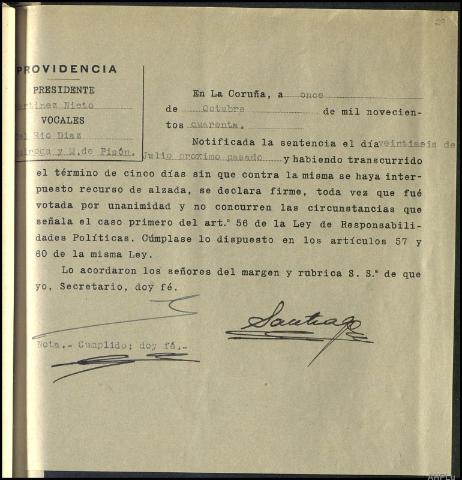 29
PROVIDENCIA
PRESIDENTE
artinez Nieto
VOCALES
el Rio Diaz
uiroga y M.de Pisón.
En La Coruña, a once
de Octubre de mil novecien-
tos cuarenta.
Notificada la sentencia el día veintiseis de
Julio proximo pasado y habiendo transcurrido
el término de cinco días sin que contra la misma se haya inter-
puesto recurso de alzada, se declara firme, toda vez que fué
votada por unanimidad y no concurren las circunstancias que
señala el caso primero del art.º 56 de la Ley de Responsabili-
dades Políticas. Cúmplase lo dispuesto en los artículos 57 y
60 de la misma Ley.
Lo acordaron los señores del margen y rubrica S. S.ª de que
yo, Secretario, doy fé.
Santiago
Nota.- Cumplido; doy fé.-